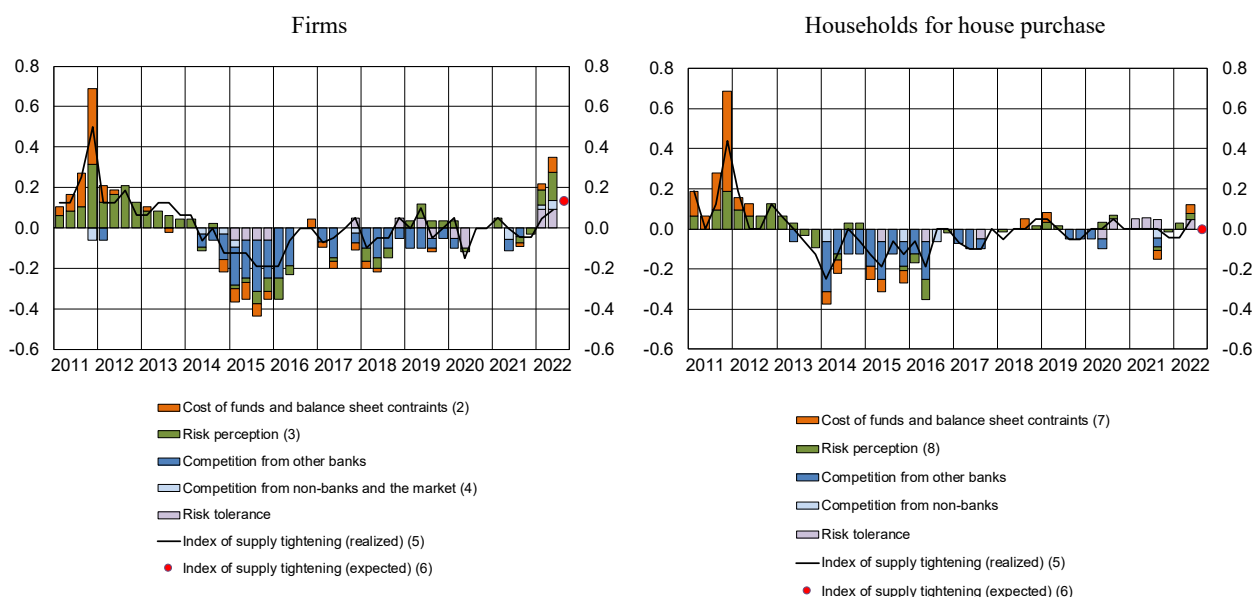 Firms
0.8
0.6
0.4
0.2
0.0
-0.2
-0.4
-0.6
0.8
0.6
0.4
0.2
0.0
-0.2
-0.4
-0.6
2011 2012 2013 2014 2015 2016 2017 2018 2019 2020 2021 2022
Cost of funds and balance sheet contraints (2)
Risk perception (3)
Competition from other banks
Competition from non-banks and the market (4)
Risk tolerance
Index of supply tightening (realized) (5)
Index of supply tightening (expected) (6)
Households for house purchase
0.8
0.6
0.4
0.2
0.0
-0.2
-0.4
-0.6
0.8
0.6
0.4
0.2
0.0
-0.2
-0.4
-0.6
2011 2012 2013 2014 2015 2016 2017 2018 2019 2020 2021 2022
Cost of funds and balance sheet contraints (7)
Risk perception (8)
Competition from other banks
Competition from non-banks
Risk tolerance
Index of supply tightening (realized) (5)
Index of supply tightening (expected) (6)